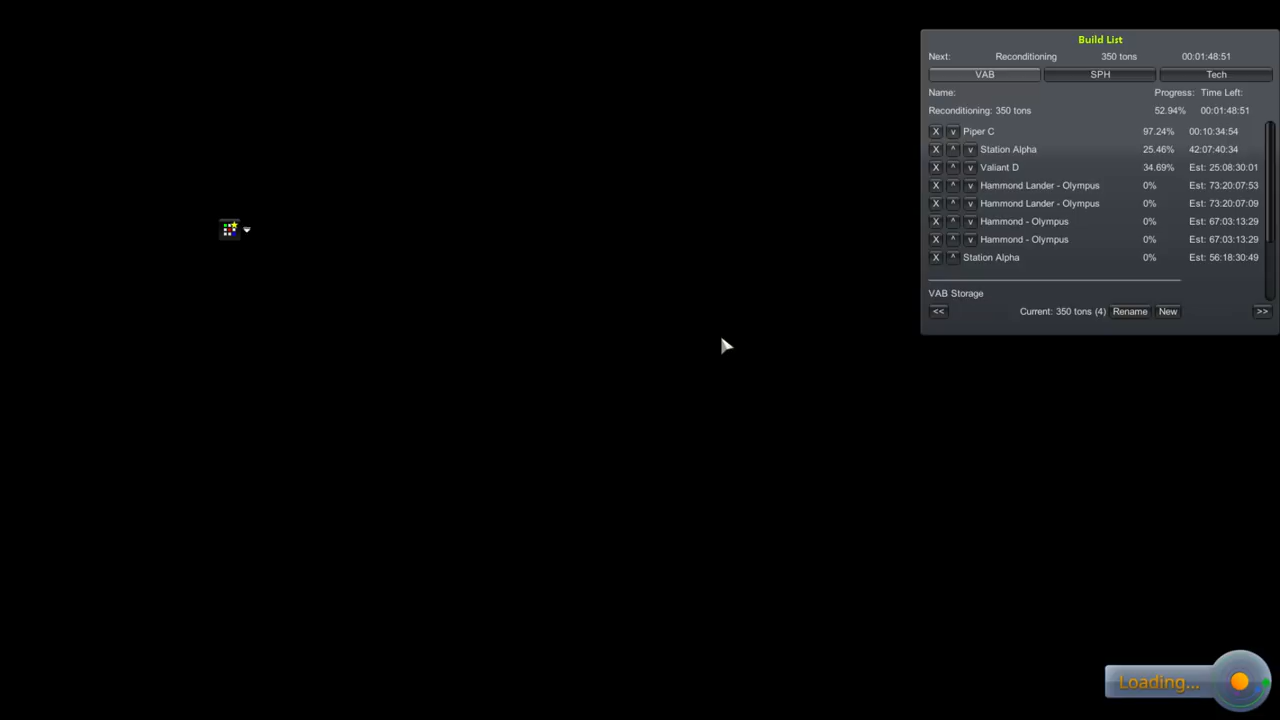 Build List
Next: Reconditioning 350 tons 00:01:48:51
VAB SPH Tech
Name: Progress: Time Left:
Reconditioning: 350 tons 52.94% 00:01:48:51
X v Piper C 97.24% 00:10:34:54
X ^ v Station Alpha 25.46% 42:07:40:34
X ^ v Valiant D 34.69% Est: 25:08:30:01
X ^ v Hammond Lander - Olympus 0% Est: 73:20:07:53
X ^ v Hammond Lander - Olympus 0% Est: 73:20:07:09
X ^ v Hammond - Olympus 0% Est: 67:03:13:29
X ^ v Hammond - Olympus 0% Est: 67:03:13:29
X ^ Station Alpha 0% Est: 56:18:30:49
VAB Storage
<< Current: 350 tons (4) Rename New >>
Loading...